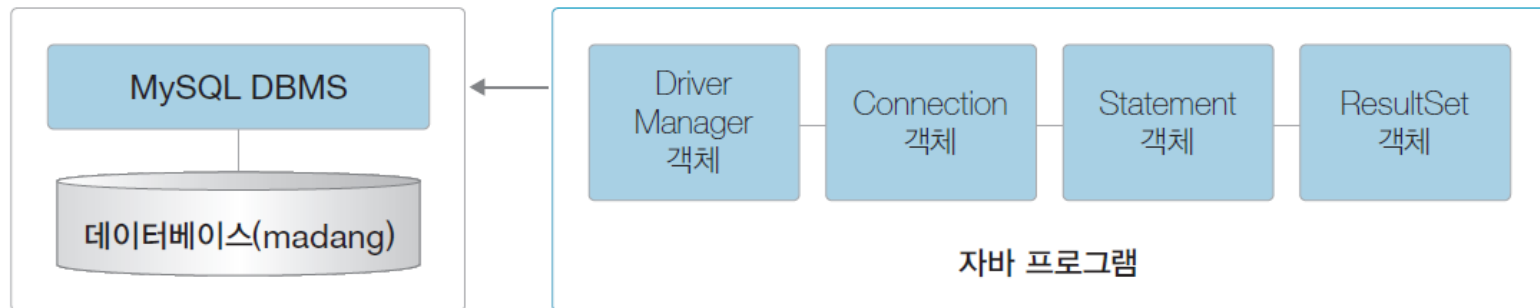 MySQL DBMS
데이터베이스(madang)
Driver
Manager
객체
Connection
객체
Statement
객체
ResultSet
객체
자바 프로그램